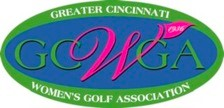 GREATER CINCINNATI
GCWGA
WOMEN'S GOLF ASSOCIATION